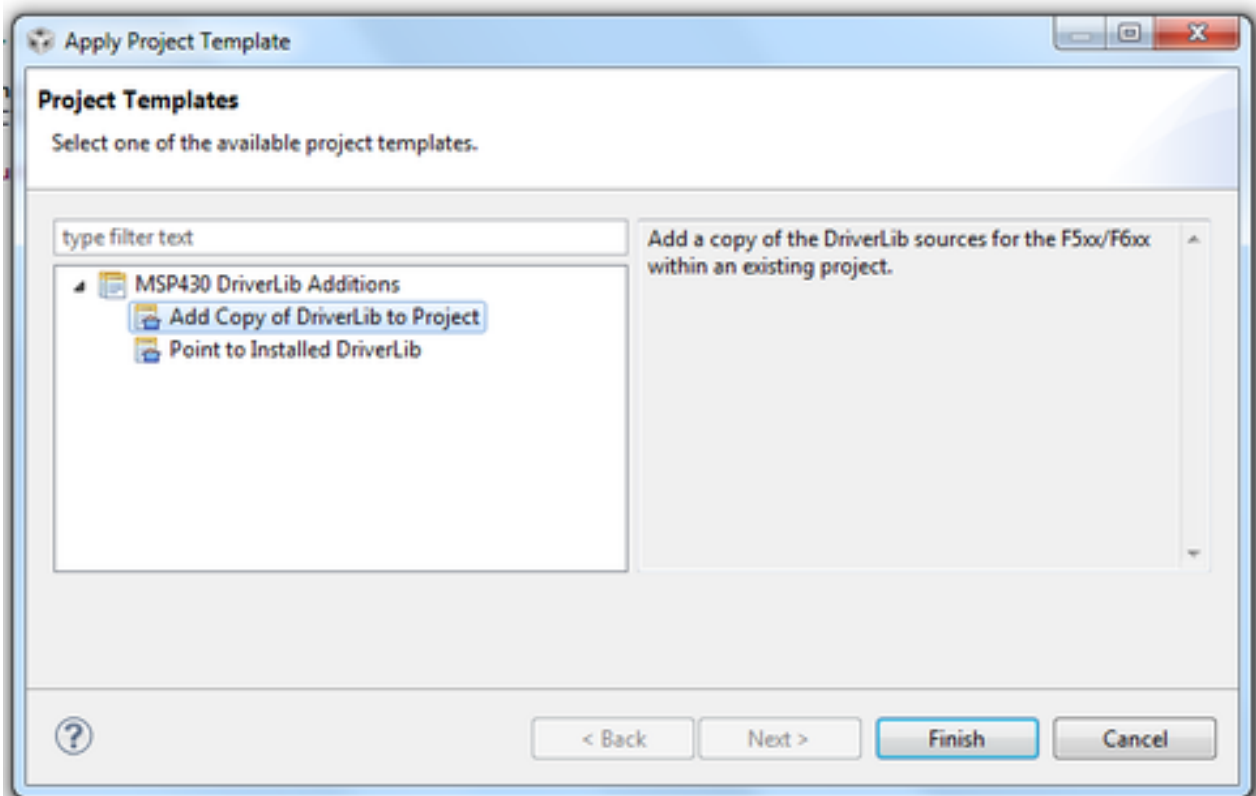 Apply Project Template
Project Templates
Select one of the available project templates.
type filter text
MSP430 DriverLib Additions
Add Copy of DriverLib to Project
Point to Installed DriverLib
Add a copy of the DriverLib sources for the F5xx/F6xx
within an existing project.
?
< Back
Next >
Finish
Cancel